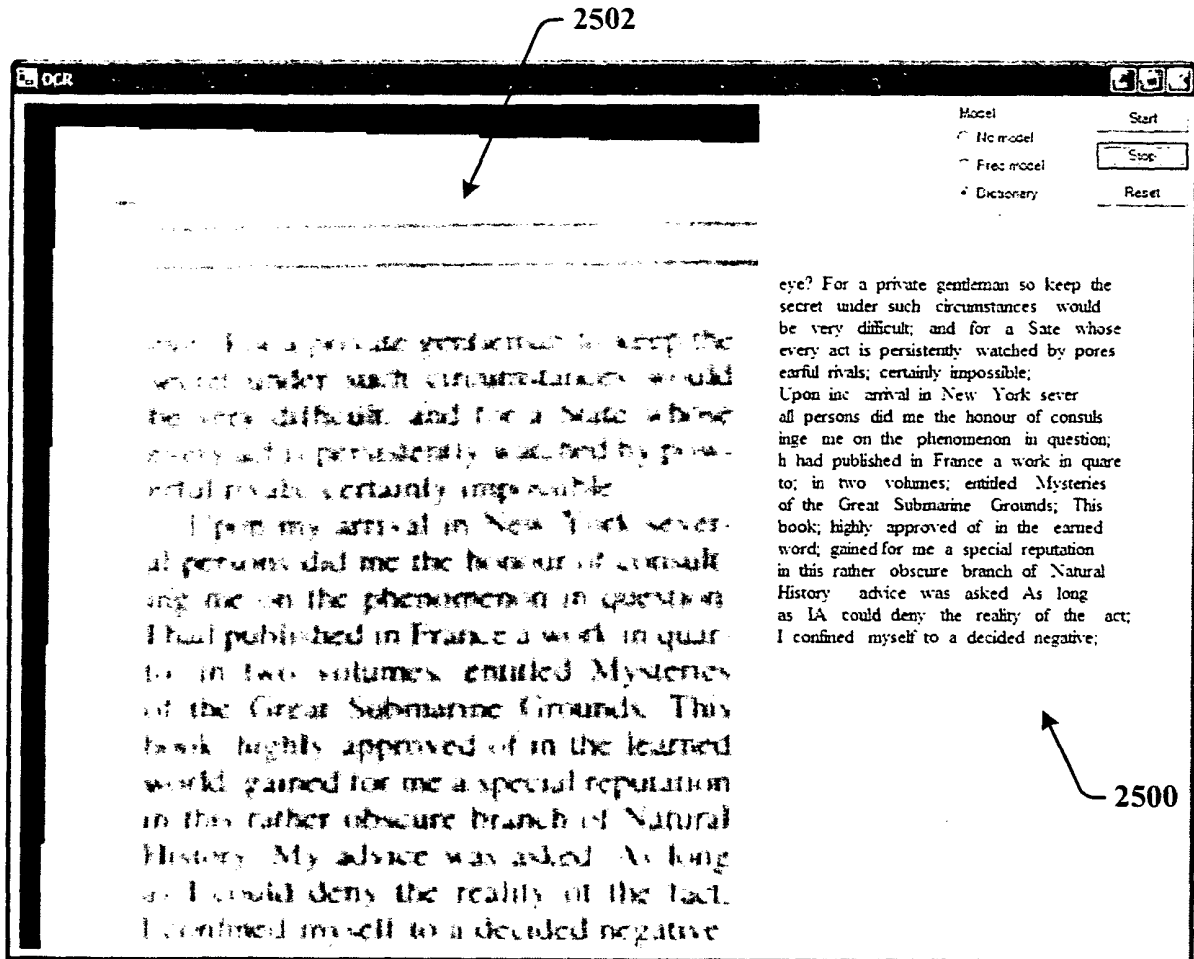 2502
OCR
Model
No model
Prec model
Dictionary
Start
Stop
Reset
For a private gentleman to keep the
secret under such circumstances would
be very difficult, and for a State whose
every act is persistently watched by pow-
erful rivals, certainly impossible
Upon my arrival in New York sever-
al persons did me the honour of consult-
ing me on the phenomenon in question
I had published in France a work in quar-
to, in two volumes, entitled Mysteries
of the Great Submarine Grounds. This
book, highly approved of in the learned
world, gained for me a special reputation
in this rather obscure branch of Natural
History. My advice was asked. As long
as I could deny the reality of the fact,
I confined myself to a decided negative
eye? For a private gentleman so keep the
secret under such circumstances would
be very difficult; and for a Sate whose
every act is persistently watched by pores
earful rivals; certainly impossible;
Upon inc arrival in New York sever
all persons did me the honour of consuls
inge me on the phenomenon in question;
h had published in France a work in quare
to; in two volumes; entided Mysteries
of the Great Submarine Grounds; This
book; highly approved of in the earned
word; gained for me a special reputation
in this rather obscure branch of Natural
History advice was asked As long
as IA could deny the reality of the act;
I confined myself to a decided negative;
2500